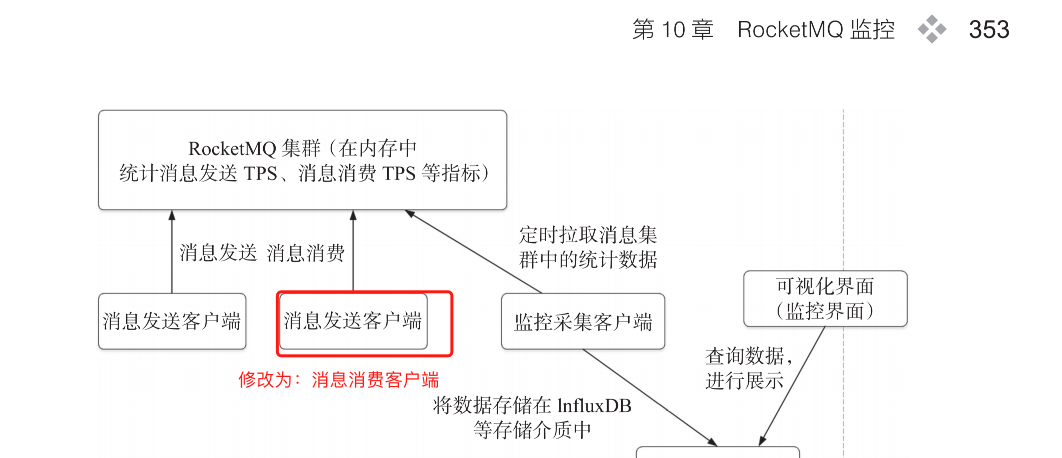 第 10 章 RocketMQ 监控 353
RocketMQ 集群（在内存中
统计消息发送 TPS、消息消费 TPS 等指标）
消息发送
消息消费
定时拉取消息集
群中的统计数据
消息发送客户端
消息发送客户端
监控采集客户端
可视化界面
（监控界面）
修改为：消息消费客户端
查询数据，
进行展示
将数据存储在 InfluxDB
等存储介质中